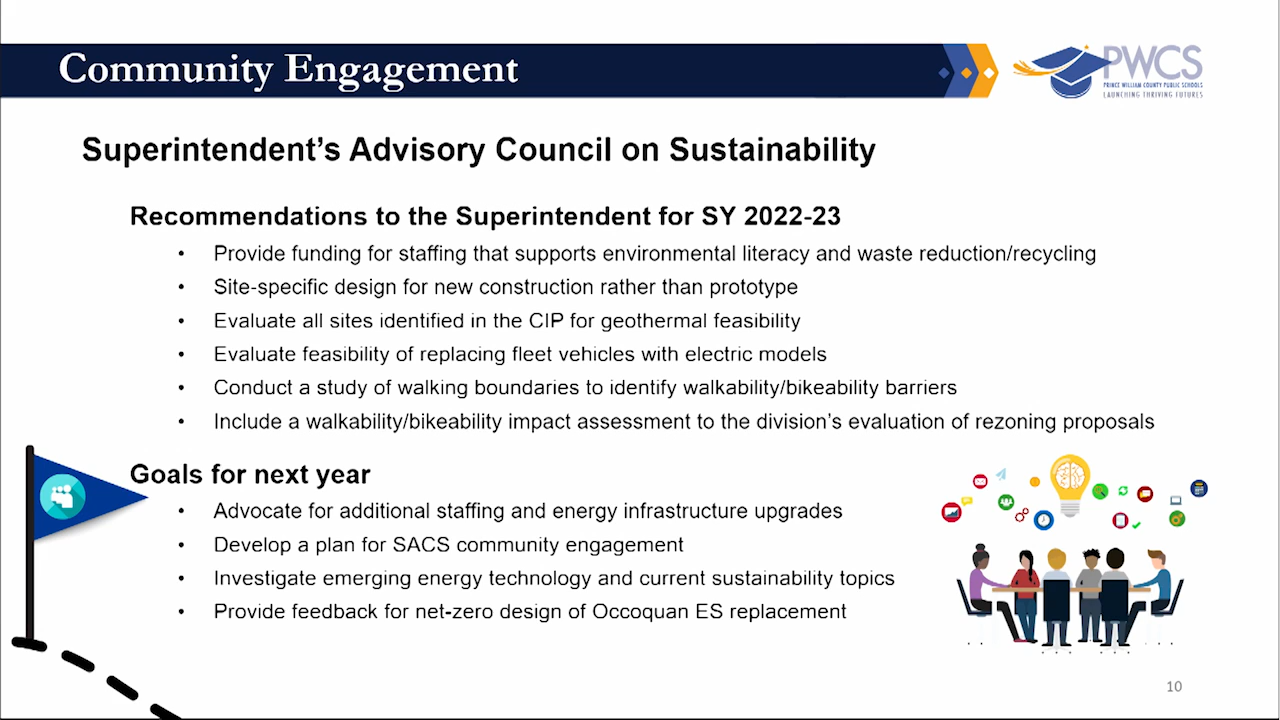 Community Engagement
PWCS
PRINCE WILLIAM COUNTY PUBLIC SCHOOLS
LAUNCHING THRIVING FUTURES
Superintendent's Advisory Council on Sustainability
Recommendations to the Superintendent for SY 2022-23
• Provide funding for staffing that supports environmental literacy and waste reduction/recycling
• Site-specific design for new construction rather than prototype
• Evaluate all sites identified in the CIP for geothermal feasibility
• Evaluate feasibility of replacing fleet vehicles with electric models
• Conduct a study of walking boundaries to identify walkability/bikeability barriers
• Include a walkability/bikeability impact assessment to the division's evaluation of rezoning proposals
Goals for next year
• Advocate for additional staffing and energy infrastructure upgrades
• Develop a plan for SACS community engagement
• Investigate emerging energy technology and current sustainability topics
• Provide feedback for net-zero design of Occoquan ES replacement
10